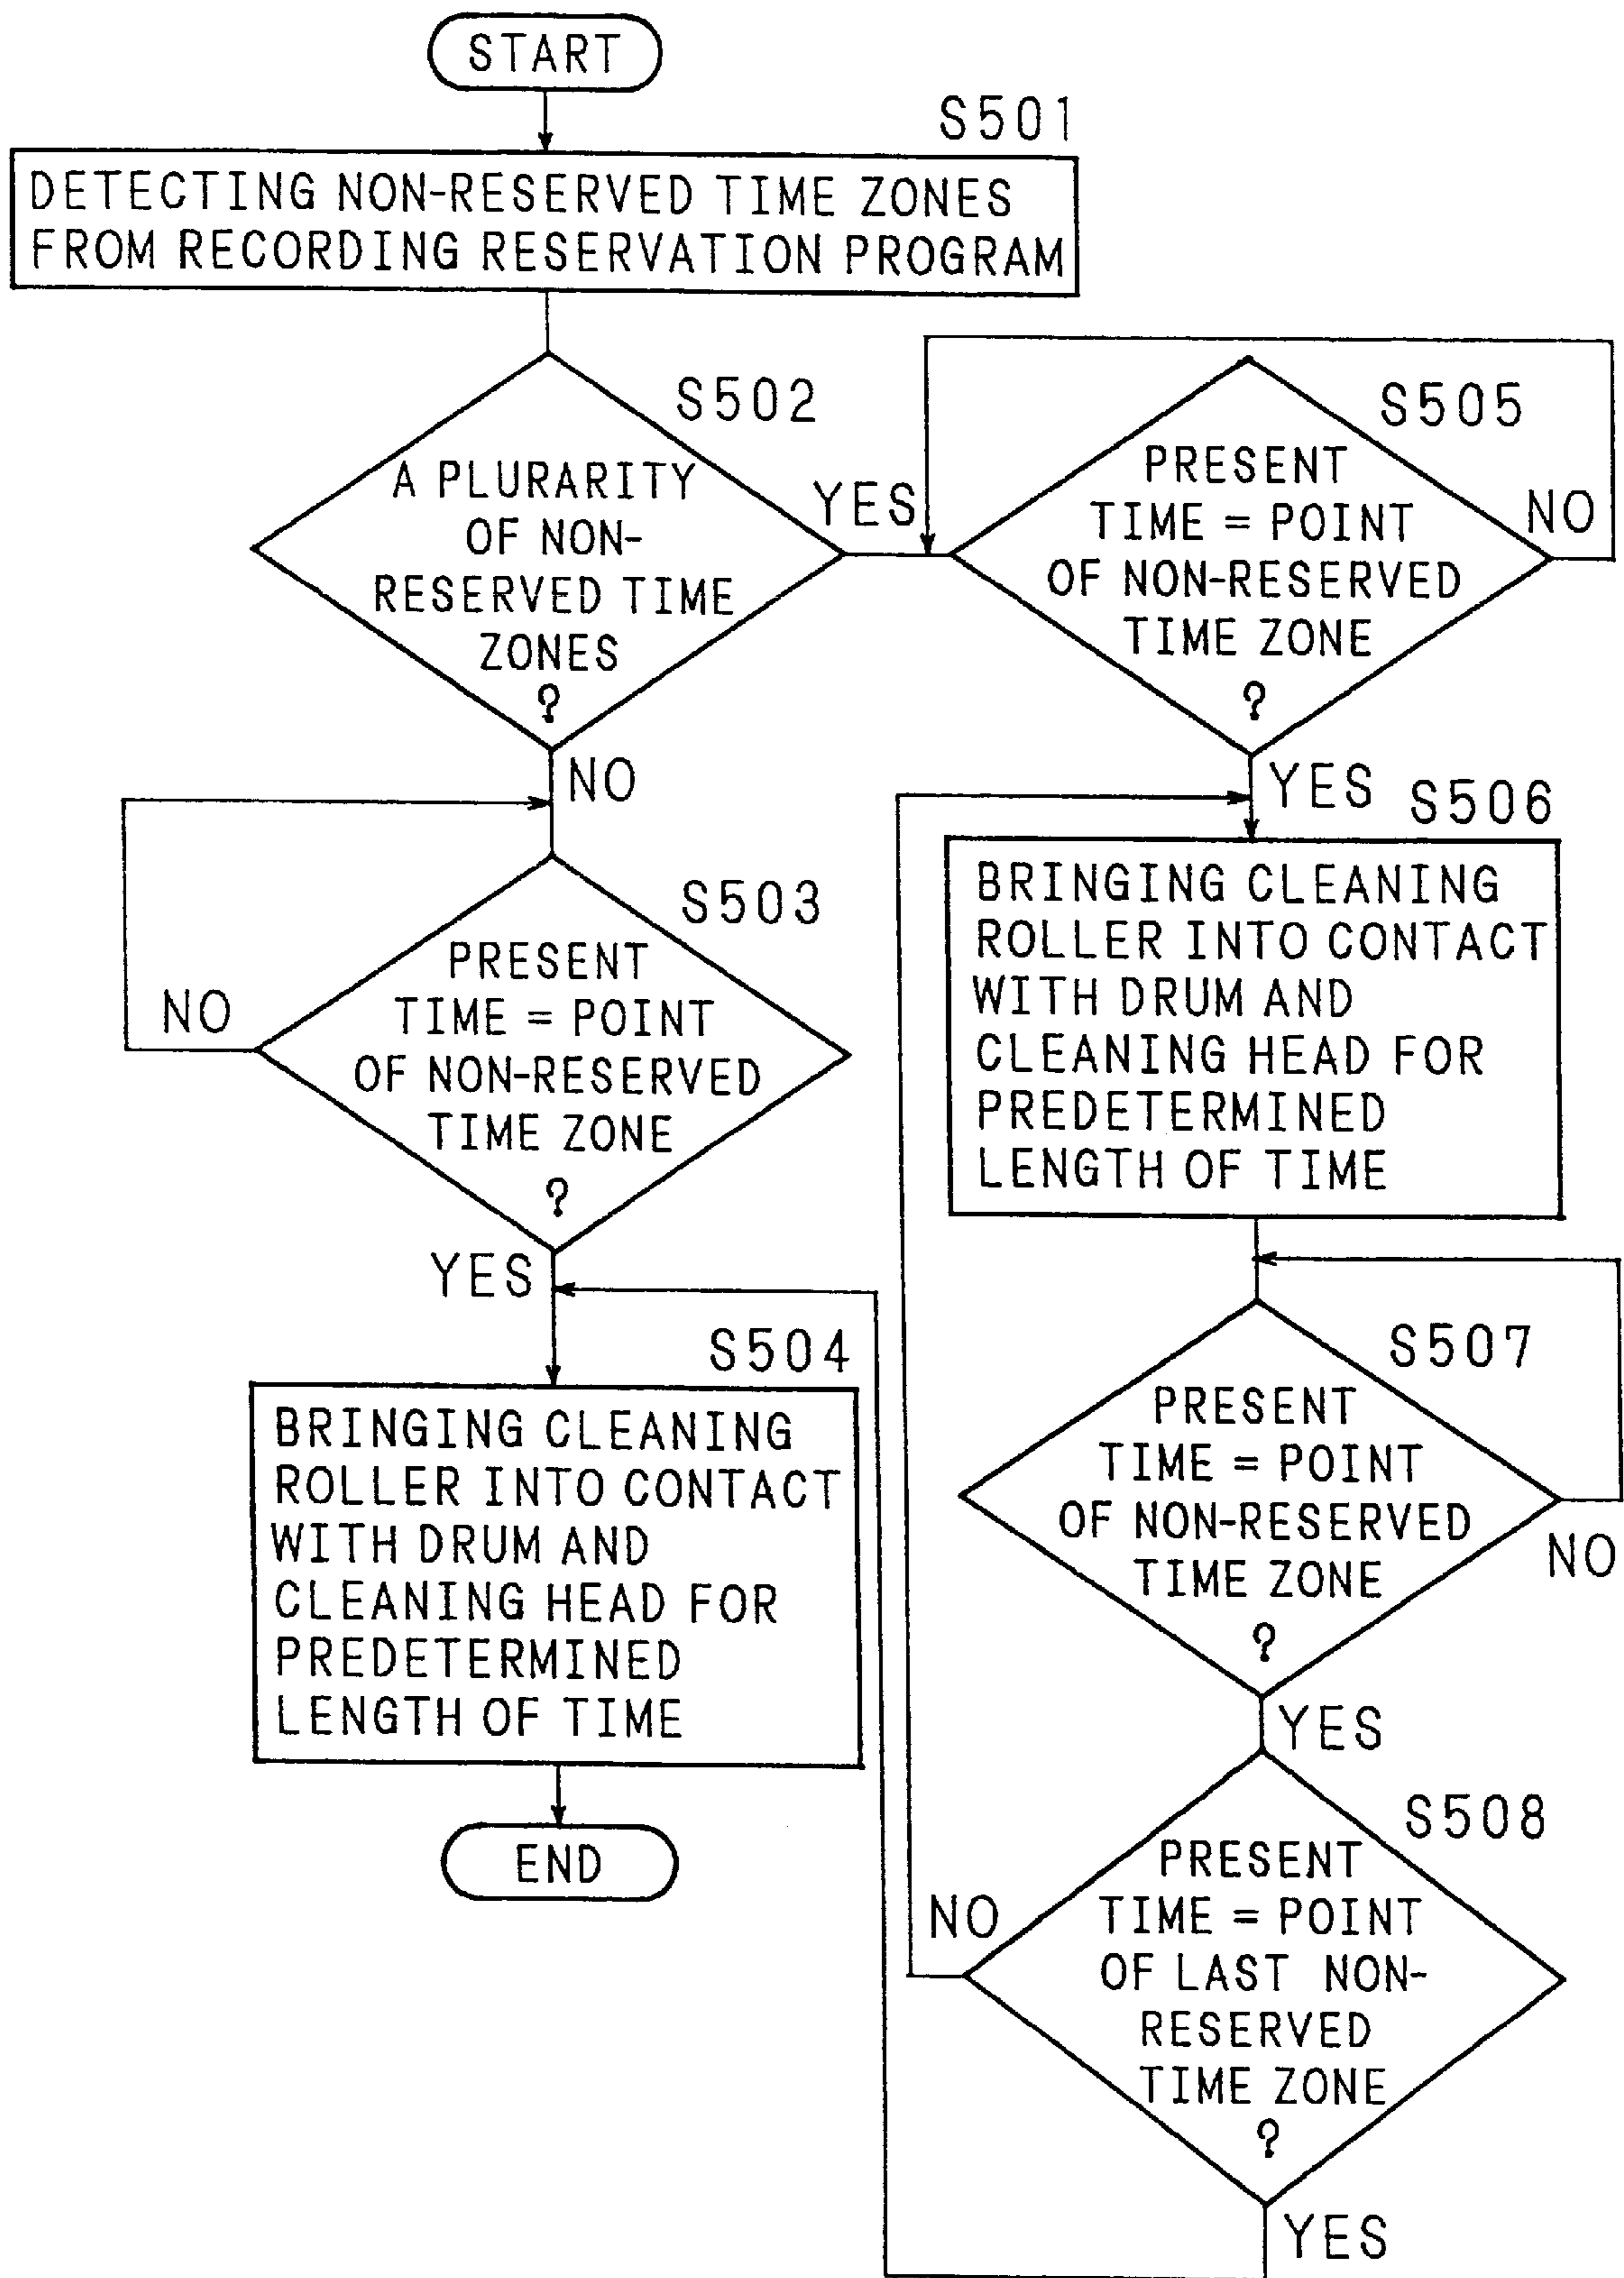 START
S501
DETECTING NON-RESERVED TIME ZONES
FROM RECORDING RESERVATION PROGRAM
S502
A PLURARITY
OF NON-
RESERVED TIME
ZONES
?
YES
NO
S503
PRESENT
TIME = POINT
OF NON-RESERVED
TIME ZONE
?
NO
YES
S504
BRINGING CLEANING
ROLLER INTO CONTACT
WITH DRUM AND
CLEANING HEAD FOR
PREDETERMINED
LENGTH OF TIME
END
S505
PRESENT
TIME = POINT
OF NON-RESERVED
TIME ZONE
?
NO
YES
S506
BRINGING CLEANING
ROLLER INTO CONTACT
WITH DRUM AND
CLEANING HEAD FOR
PREDETERMINED
LENGTH OF TIME
S507
PRESENT
TIME = POINT
OF NON-RESERVED
TIME ZONE
?
NO
YES
S508
PRESENT
TIME = POINT
OF LAST NON-
RESERVED
TIME ZONE
?
NO
YES